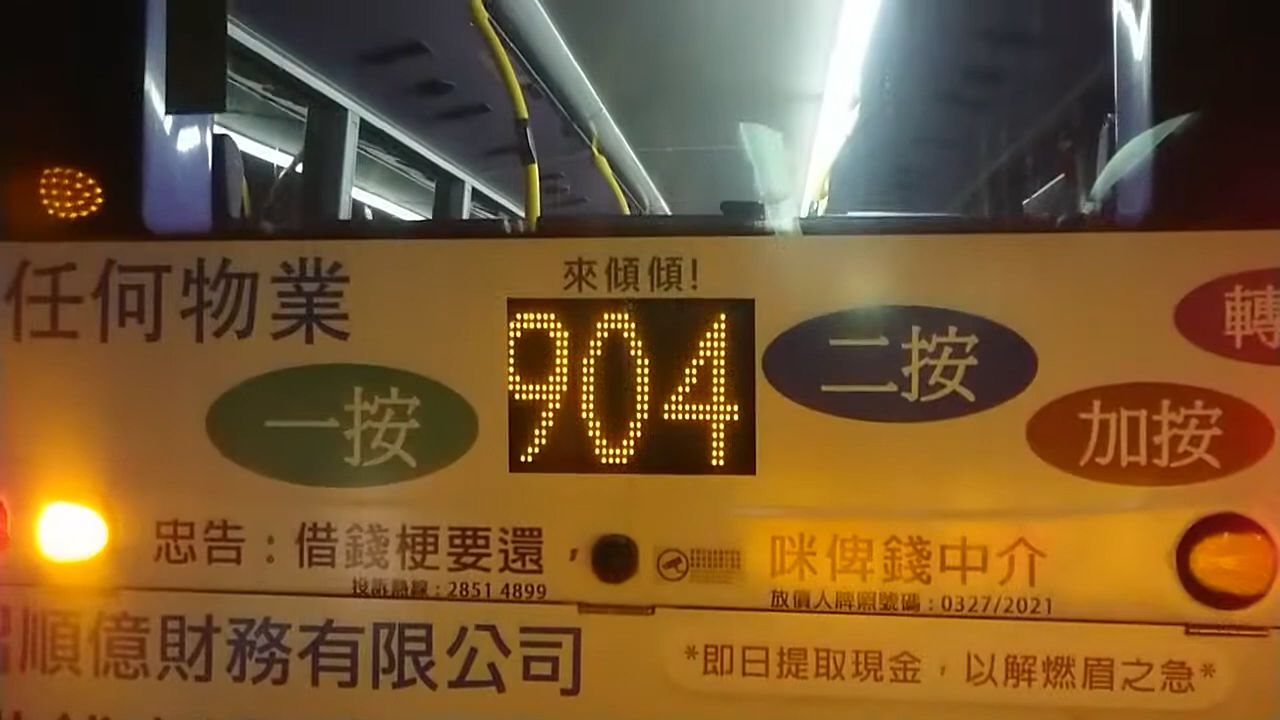 來傾傾!
任何物業
904
一按
二按
轉
加按
忠告：借錢梗要還，咪俾錢中介
投訴熱線：2851 4899
放債人牌照號碼：0327/2021
順億財務有限公司
*即日提取現金，以解燃眉之急*